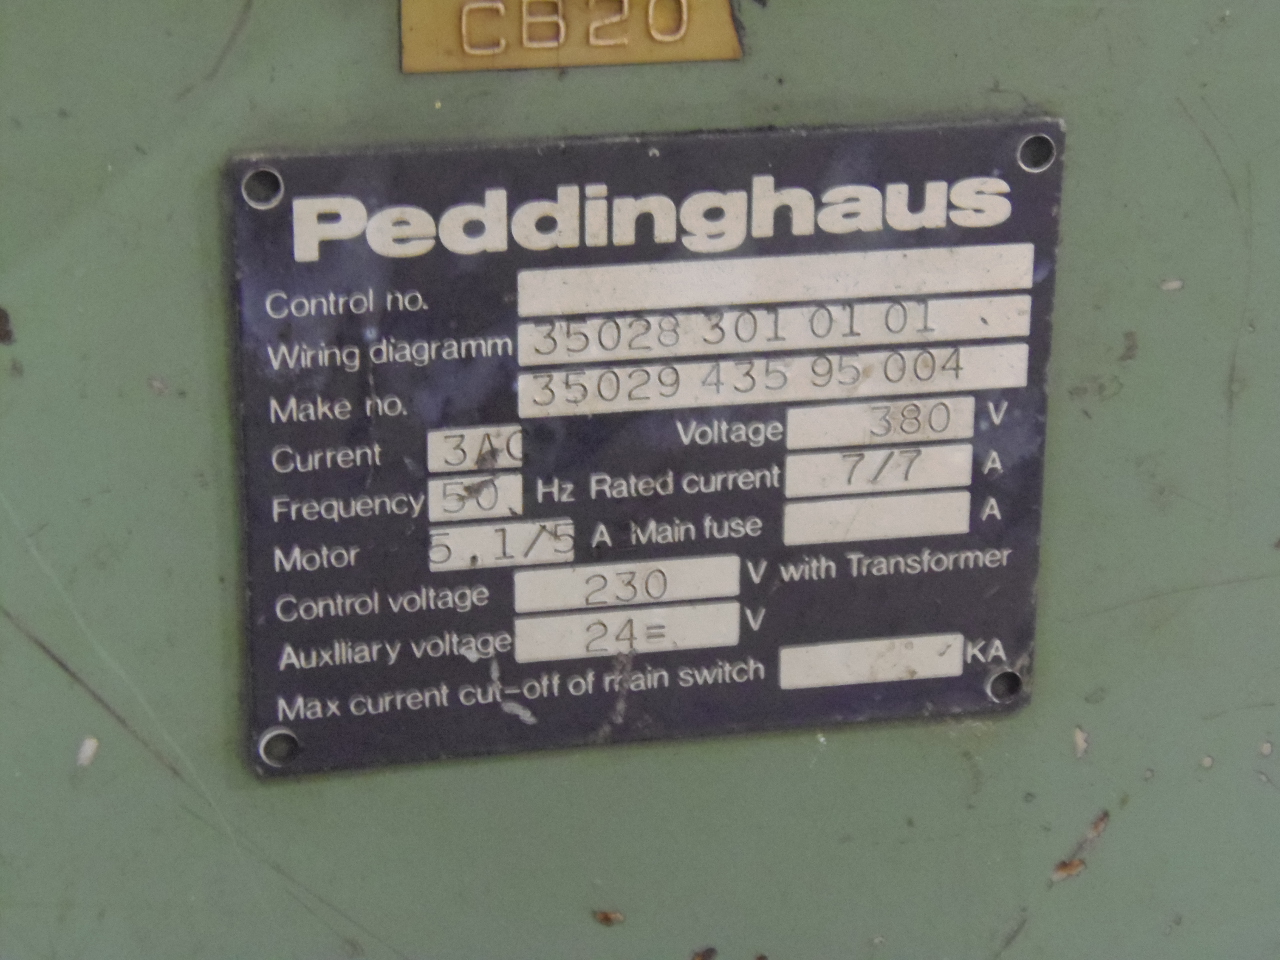 CB20
Peddinghaus
Control no.
Wiring diagramm 35028 301 01 01
Make no. 35029 435 95 004
Current 3AC Voltage 380 V
Frequency 50 Hz Rated current 7/7 A
Motor 5.1/5 A Main fuse A
Control voltage 230 V with Transformer
Auxlliary voltage 24= V
Max current cut-off of main switch KA